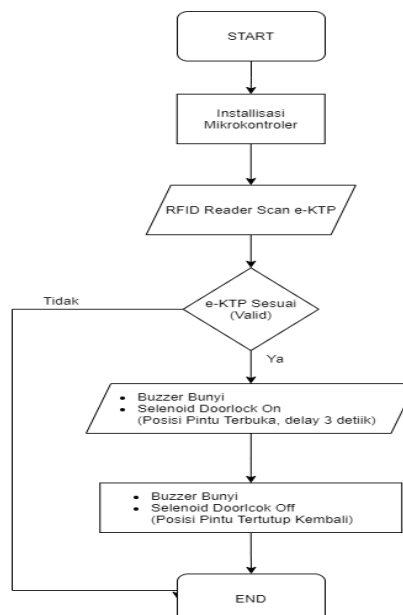 START
Installisasi
Mikrokontroler
RFID Reader Scan e-KTP
e-KTP Sesuai
(Valid)
Tidak
Ya
• Buzzer Bunyi
• Selenoid Doorlock On
(Posisi Pintu Terbuka, delay 3 detiik)
• Buzzer Bunyi
• Selenoid Doorlcok Off
(Posisi Pintu Tertutup Kembali)
END